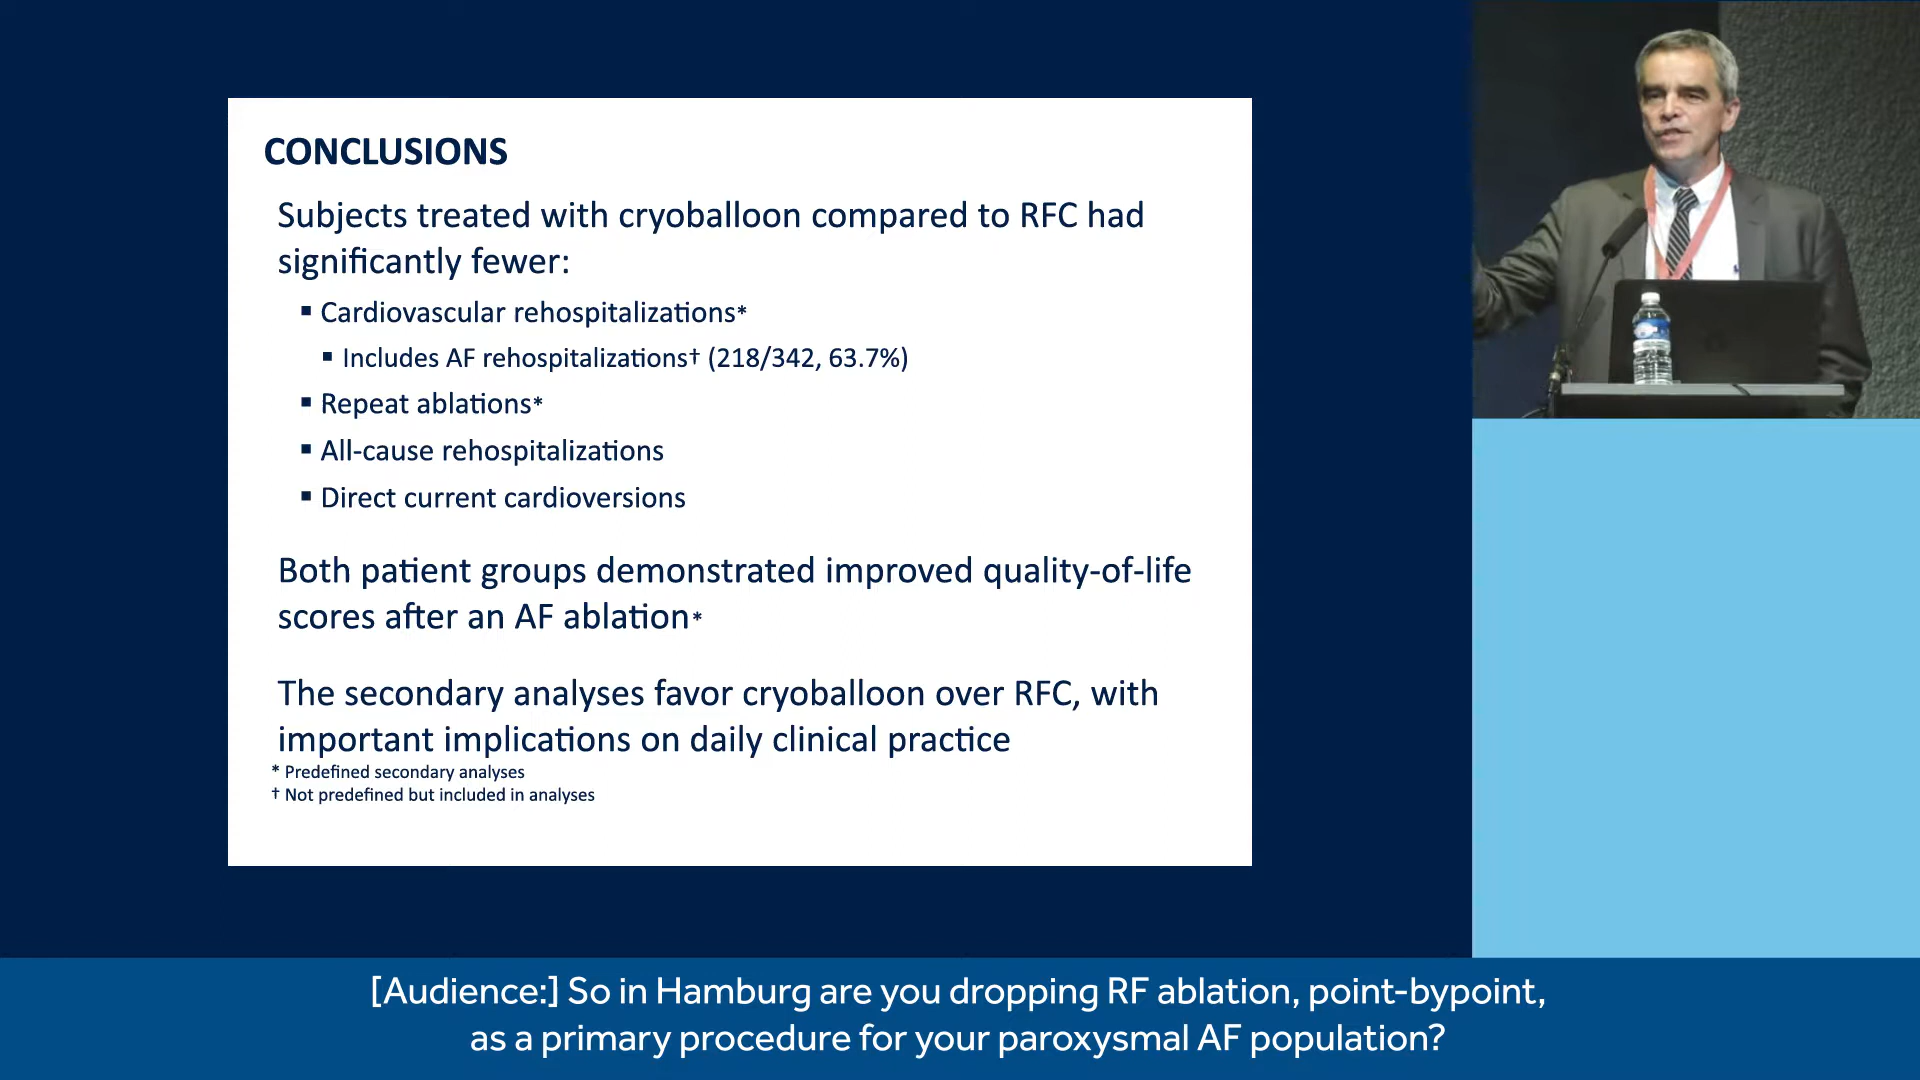 CONCLUSIONS
Subjects treated with cryoballoon compared to RFC had
significantly fewer:
▪ Cardiovascular rehospitalizations*
▪ Includes AF rehospitalizations† (218/342, 63.7%)
▪ Repeat ablations*
▪ All-cause rehospitalizations
▪ Direct current cardioversions
Both patient groups demonstrated improved quality-of-life
scores after an AF ablation*
The secondary analyses favor cryoballoon over RFC, with
important implications on daily clinical practice
* Predefined secondary analyses
† Not predefined but included in analyses
[Audience:] So in Hamburg are you dropping RF ablation, point-bypoint,
as a primary procedure for your paroxysmal AF population?